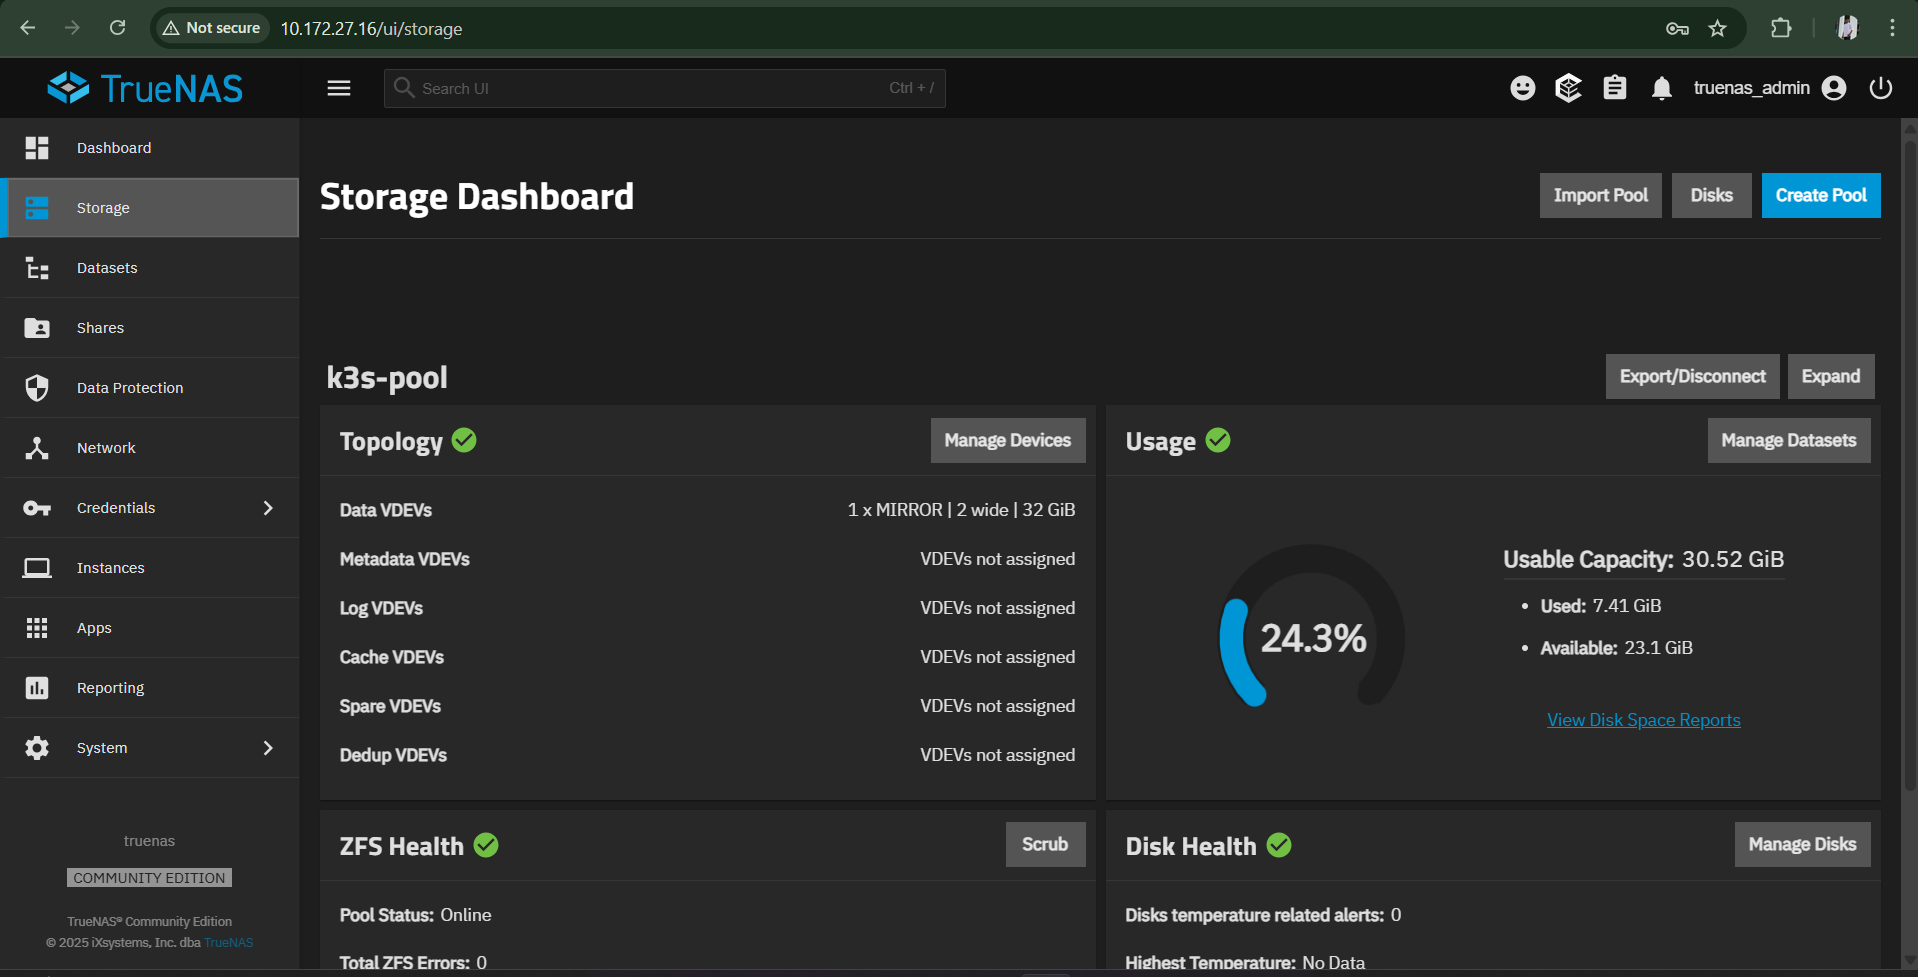 Not secure 10.172.27.16/ui/storage
TrueNAS
Search UI Ctrl + /
truenas_admin
Dashboard
Storage
Datasets
Shares
Data Protection
Network
Credentials
Instances
Apps
Reporting
System
truenas
COMMUNITY EDITION
TrueNAS® Community Edition
© 2025 iXsystems, Inc. dba TrueNAS
Storage Dashboard
Import Pool
Disks
Create Pool
k3s-pool
Export/Disconnect
Expand
Topology
Manage Devices
Data VDEVs 1 x MIRROR | 2 wide | 32 GiB
Metadata VDEVs VDEVs not assigned
Log VDEVs VDEVs not assigned
Cache VDEVs VDEVs not assigned
Spare VDEVs VDEVs not assigned
Dedup VDEVs VDEVs not assigned
Usage
Manage Datasets
24.3%
Usable Capacity: 30.52 GiB
• Used: 7.41 GiB
• Available: 23.1 GiB
View Disk Space Reports
ZFS Health
Scrub
Pool Status: Online
Total ZFS Errors: 0
Disk Health
Manage Disks
Disks temperature related alerts: 0
Highest Temperature: No Data